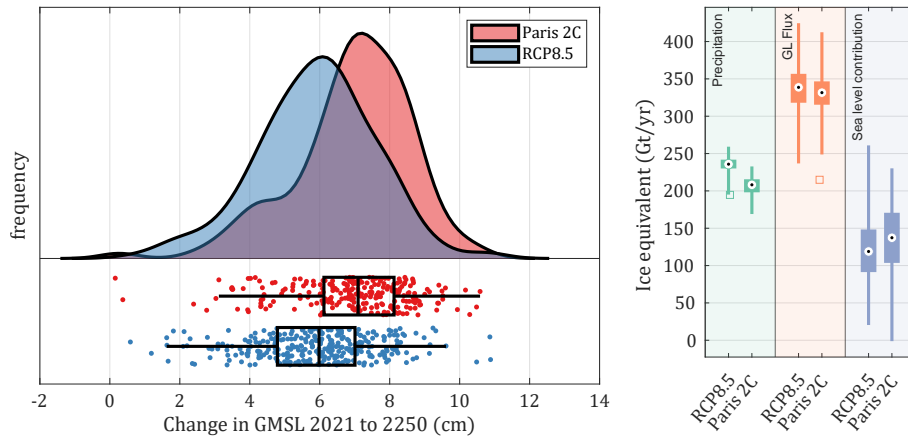 Paris 2C
RCP8.5
frequency
-2 0 2 4 6 8 10 12 14
Change in GMSL 2021 to 2250 (cm)
Ice equivalent (Gt/yr)
400
350
300
250
200
150
100
50
0
Precipitation
GL Flux
Sea level contribution
RCP8.5
Paris 2C
RCP8.5
Paris 2C
RCP8.5
Paris 2C